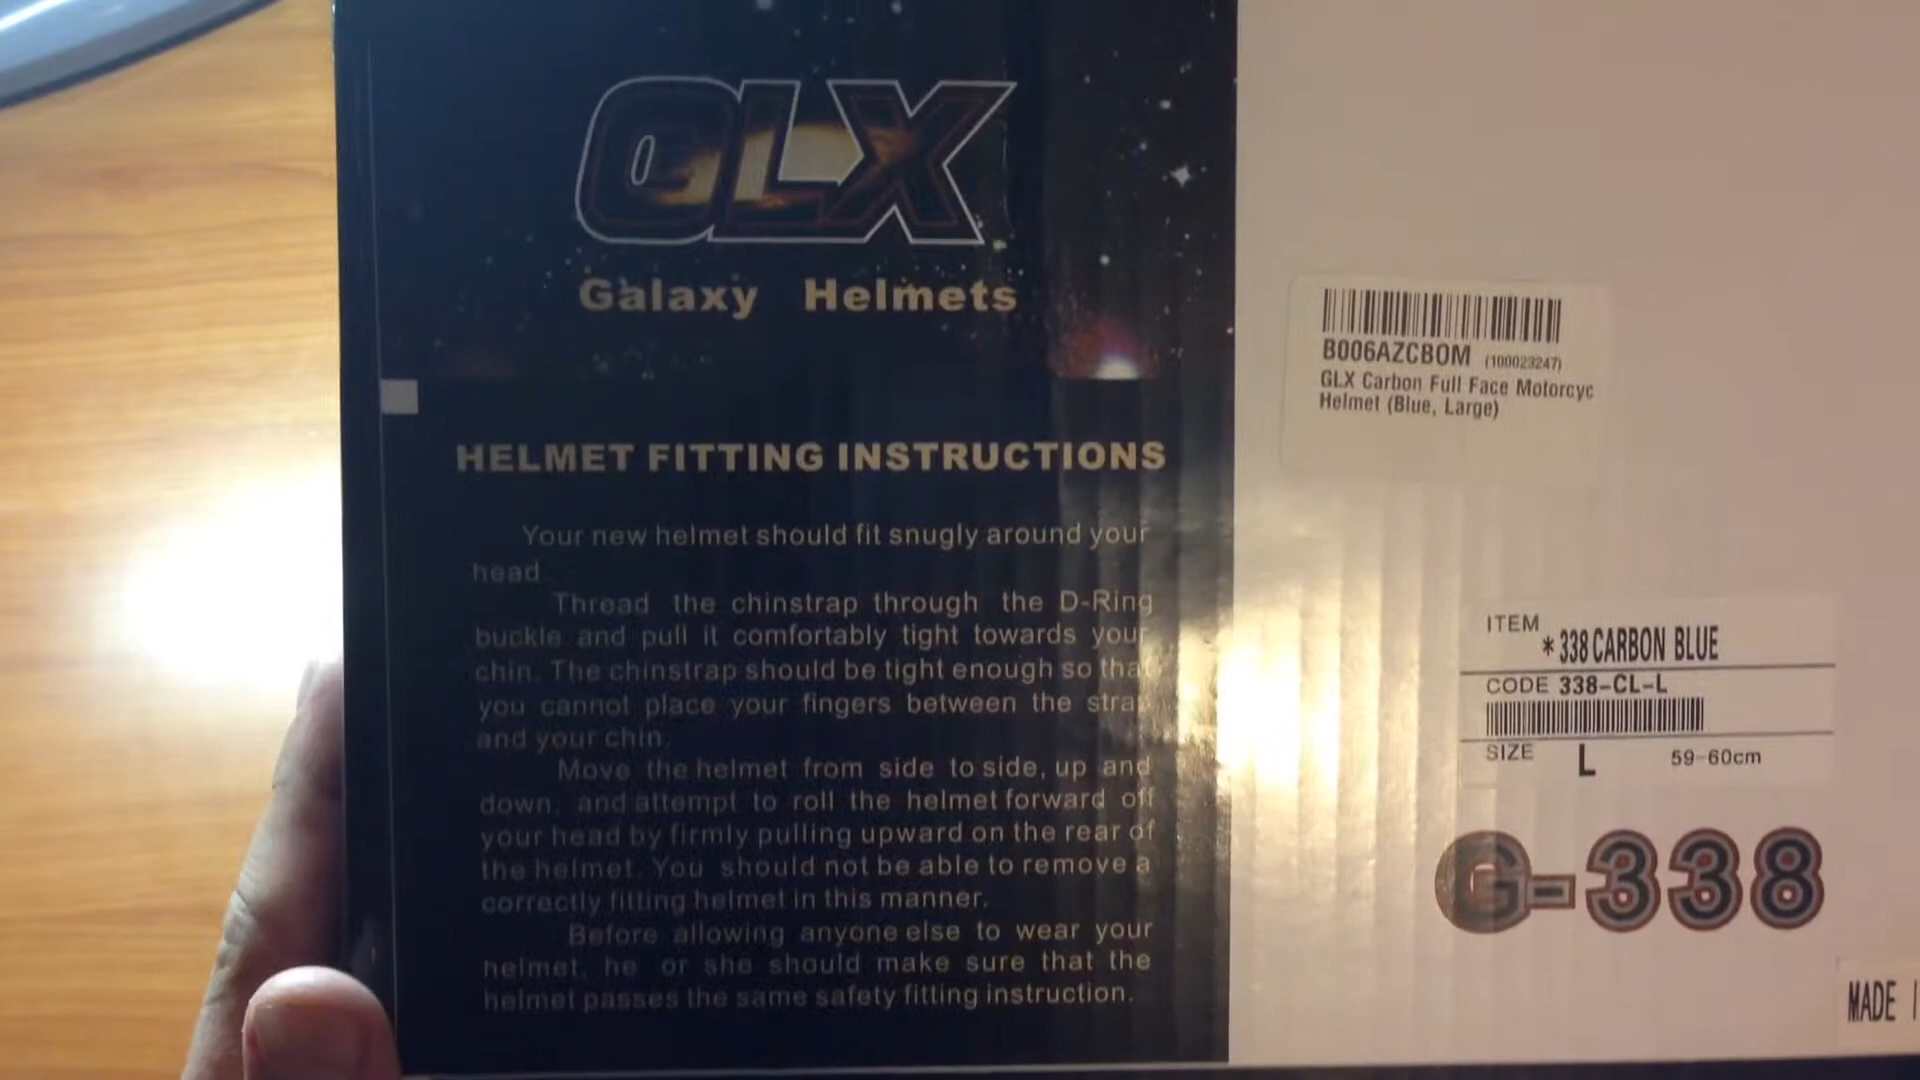 GLX
Galaxy Helmets
HELMET FITTING INSTRUCTIONS
Your new helmet should fit snugly around your
head.
Thread the chinstrap through the D-Ring
buckle and pull it comfortably tight towards your
chin. The chinstrap should be tight enough so that
you cannot place your fingers between the strap
and your chin.
Move the helmet from side to side, up and
down, and attempt to roll the helmet forward off
your head by firmly pulling upward on the rear of
the helmet. You should not be able to remove a
correctly fitting helmet in this manner.
Before allowing anyone else to wear your
helmet, he or she should make sure that the
helmet passes the same safety fitting instruction.
B006AZCBOM (100023247)
GLX Carbon Full Face Motorcyc
Helmet (Blue, Large)
ITEM *338 CARBON BLUE
CODE 338-CL-L
SIZE L 59-60cm
G-338
MADE